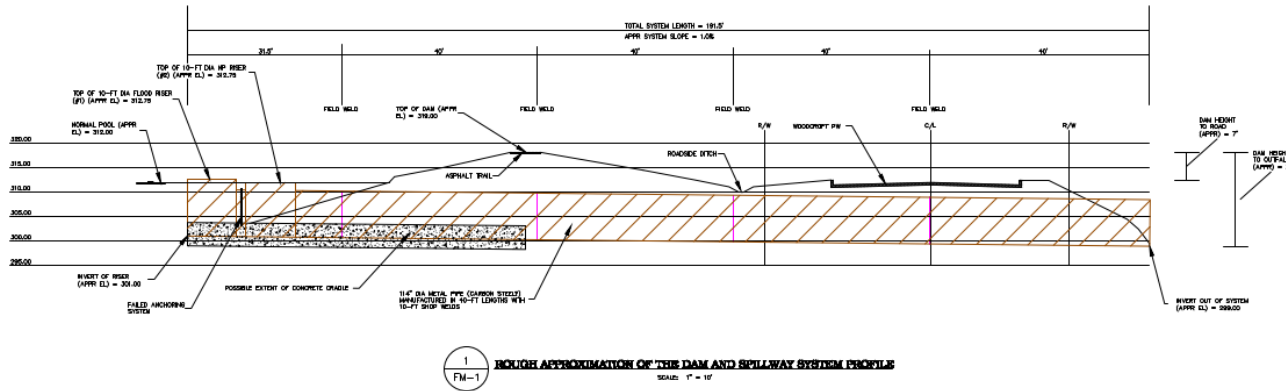 TOTAL SYSTEM LENGTH = 191.5'
APPR SYSTEM SLOPE = 1.0%
31.5'
40'
40'
40'
40'
TOP OF 10-FT DIA MP RISER
(#2) (APPR EL) = 312.75
TOP OF 10-FT DIA FLOOD RISER
(#1) (APPR EL) = 312.75
NORMAL POOL (APPR
EL) = 312.00
FIELD WELD
TOP OF DAM (APPR
EL) = 319.00
FIELD WELD
FIELD WELD
FIELD WELD
R/W
WOODCROFT PW
C/L
R/W
DAM HEIGHT
TO ROAD
(APPR) = 7'
DAM HEIGH
TO OUTFAL
(APPR) =
320.00
315.00
310.00
305.00
300.00
295.00
ASPHALT TRAIL
ROADSIDE DITCH
INVERT OF RISER
(APPR EL) = 301.00
FAILED ANCHORING
SYSTEM
POSSIBLE EXTENT OF CONCRETE CRADLE
114" DIA METAL PIPE (CARBON STEEL?)
MANUFACTURED IN 40-FT LENGTHS WITH
10-FT SHOP WELDS
INVERT OUT OF SYSTEM
(APPR EL) = 299.00
1
FM-1
ROUGH APPROXIMATION OF THE DAM AND SPILLWAY SYSTEM PROFILE
SCALE: 1" = 10'